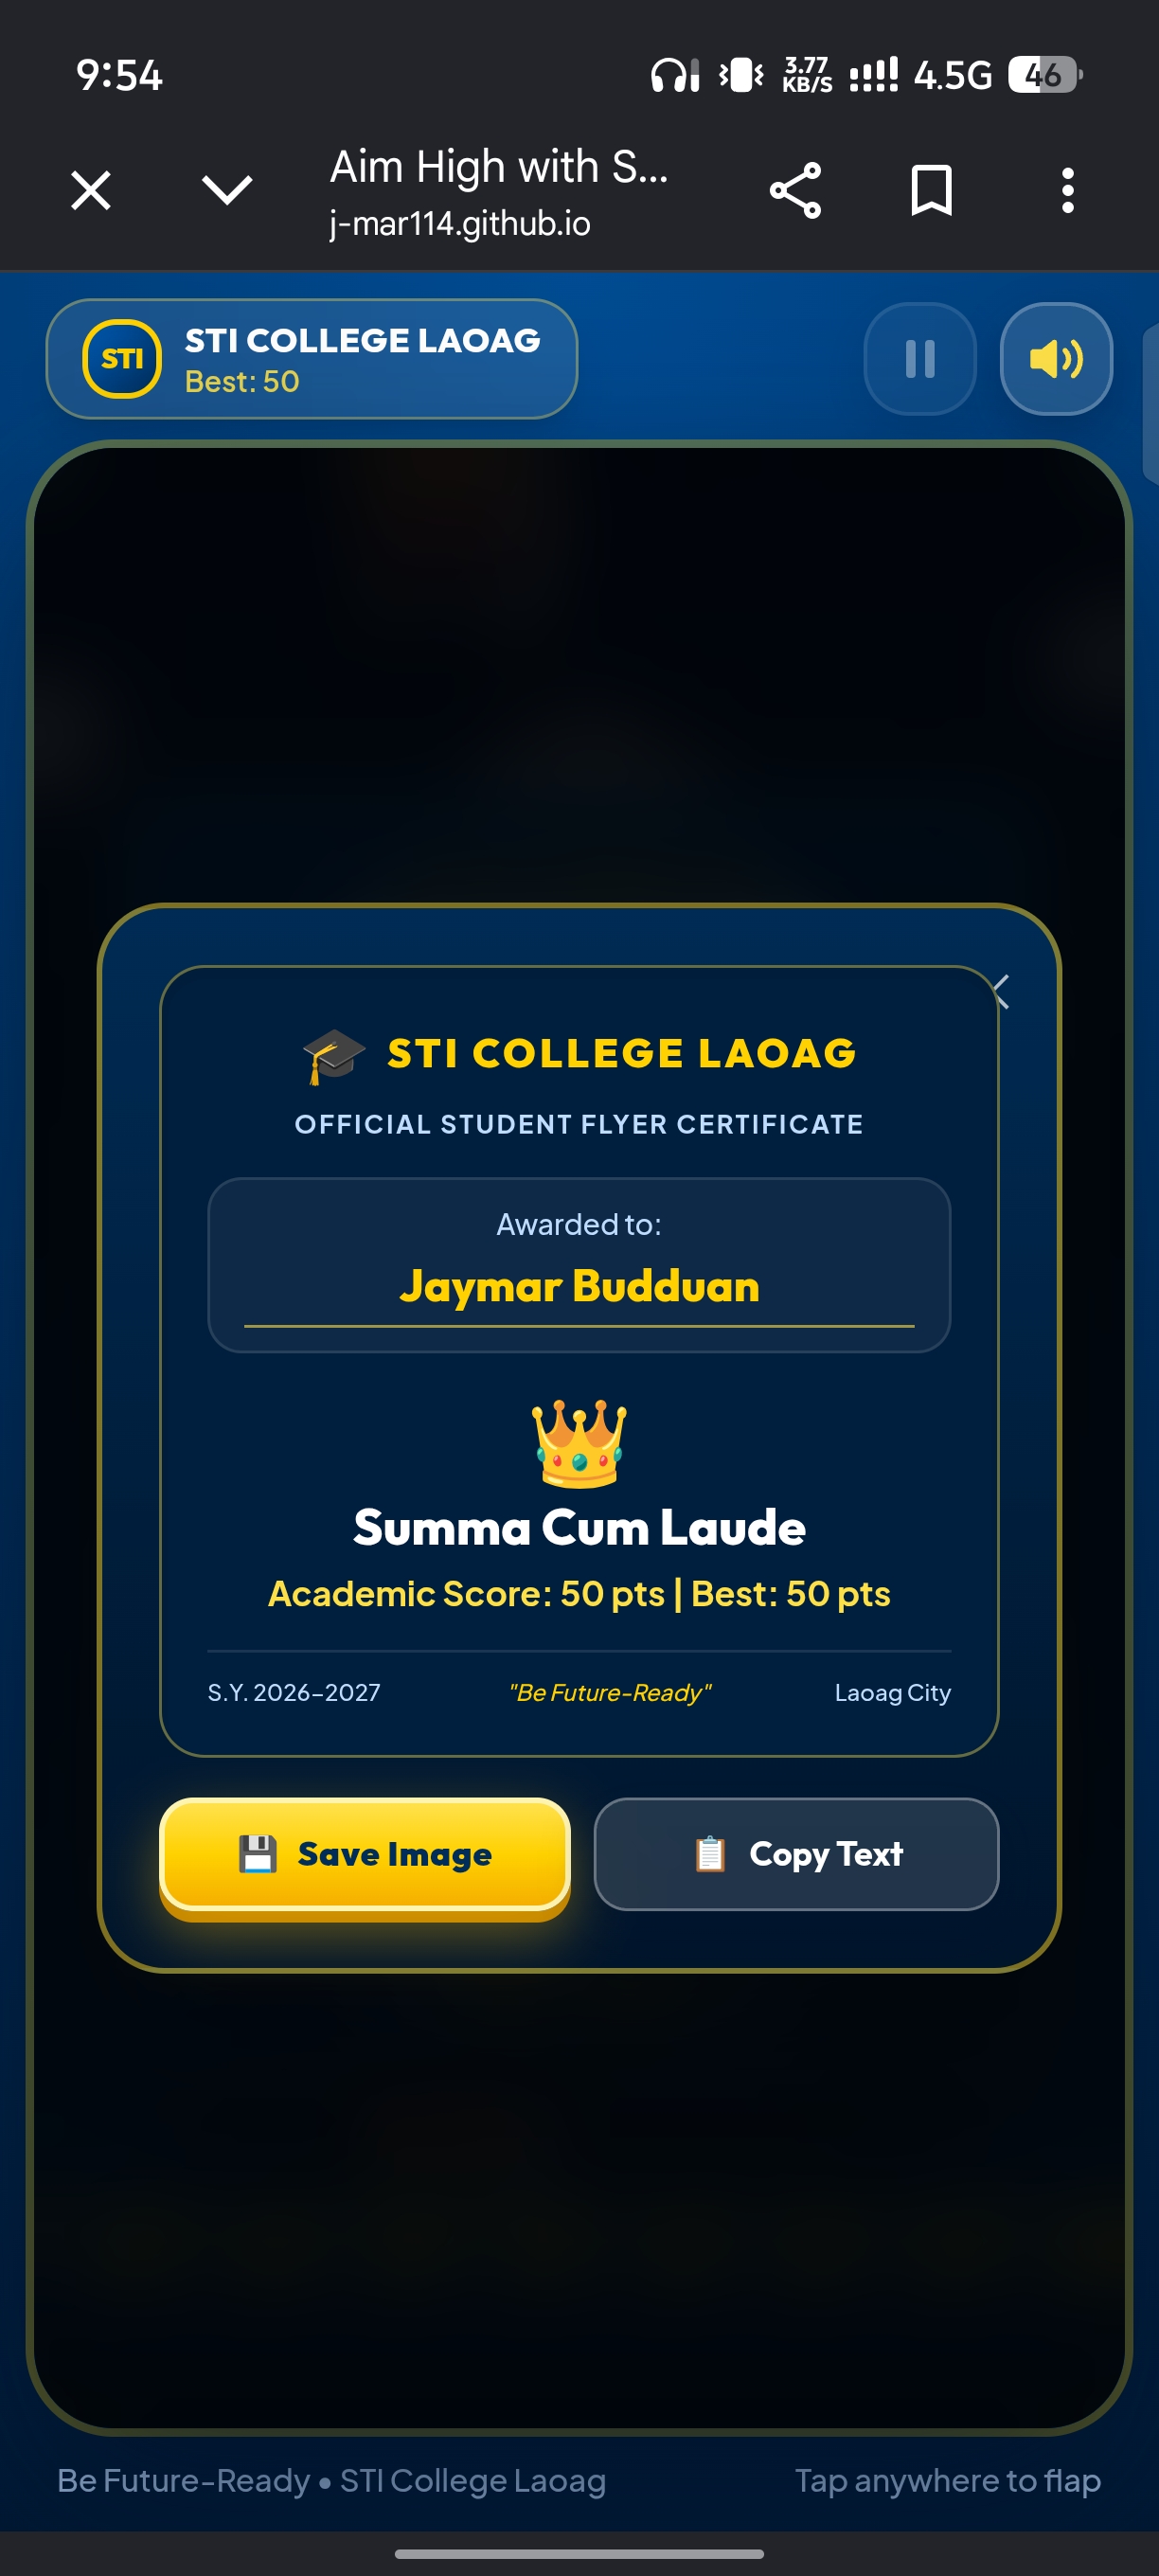 9:54
3.77
KB/S
4.5G
46
Aim High with S...
j-mar114.github.io
STI
STI COLLEGE LAOAG
Best: 50
STI COLLEGE LAOAG
OFFICIAL STUDENT FLYER CERTIFICATE
Awarded to:
Jaymar Budduan
Summa Cum Laude
Academic Score: 50 pts | Best: 50 pts
S.Y. 2026–2027 "Be Future-Ready" Laoag City
Save Image
Copy Text
Be Future-Ready • STI College Laoag
Tap anywhere to flap